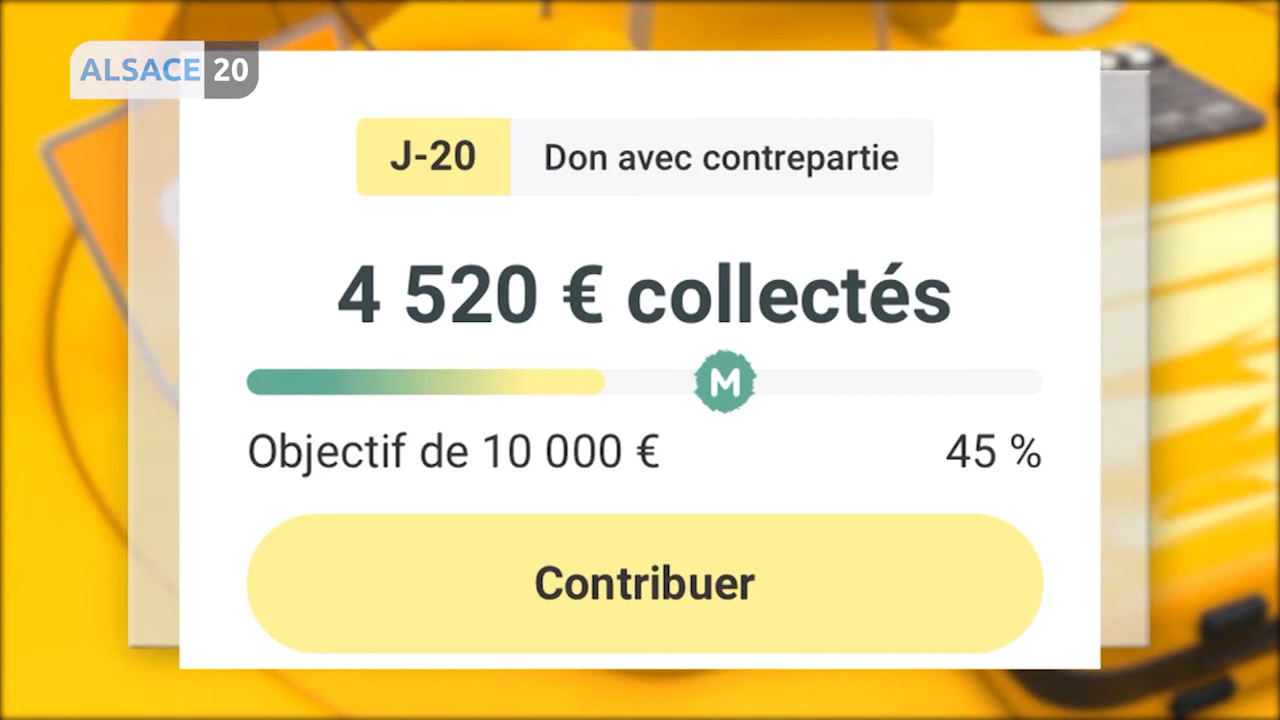 ALSACE 20
J-20 Don avec contrepartie
4 520 € collectés
M
Objectif de 10 000 € 45 %
Contribuer